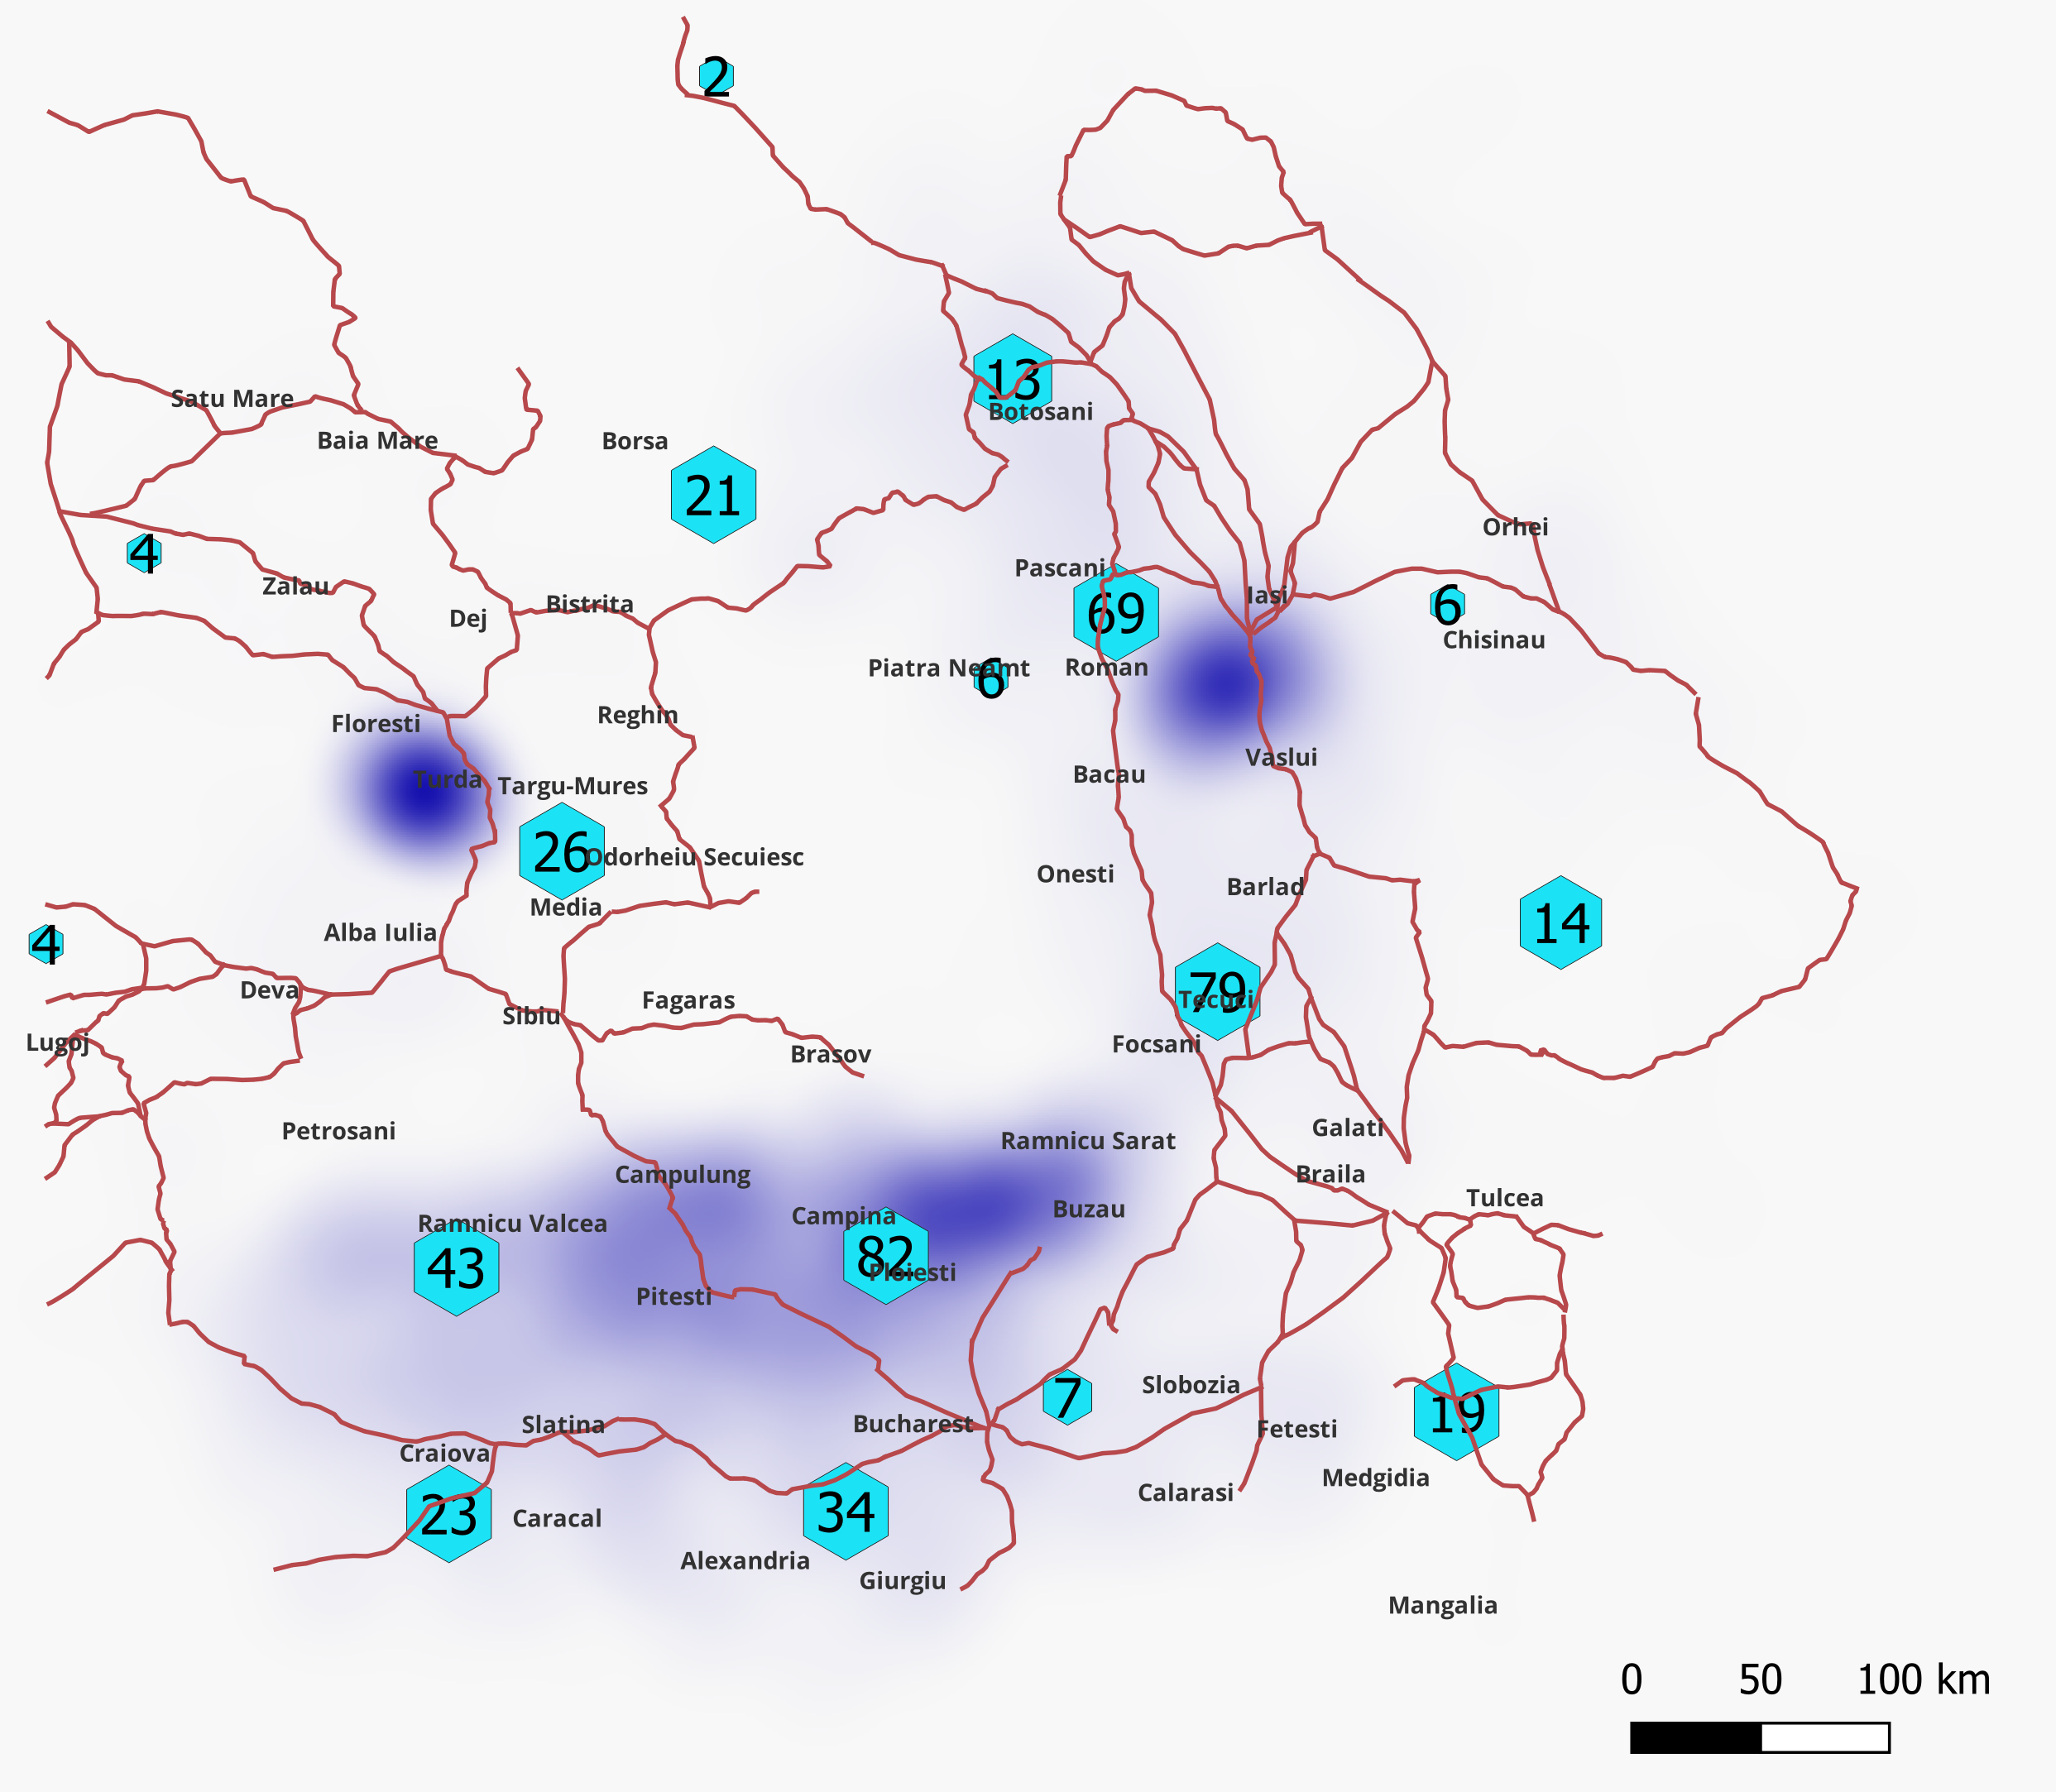 2
Satu Mare
13
Botosani
Baia Mare
Borsa
21
Orhei
4
Pascani
Zalau
Iasi
Bistrita
6
69
Dej
Chisinau
Piatra Neamt
Roman
6
Reghin
Floresti
Vaslui
Bacau
Turda
Targu-Mures
26
Odorheiu Secuiesc
Onesti
Barlad
Media
14
Alba Iulia
4
Deva
79
Tecuci
Fagaras
Sibiu
Lugoj
Focsani
Brasov
Galati
Petrosani
Ramnicu Sarat
Campulung
Braila
Tulcea
Buzau
Campina
Ramnicu Valcea
82
43
Ploiesti
Pitesti
Slobozia
7
19
Slatina
Bucharest
Fetesti
Craiova
Medgidia
Calarasi
34
23
Caracal
Alexandria
Giurgiu
Mangalia
0 50 100 km